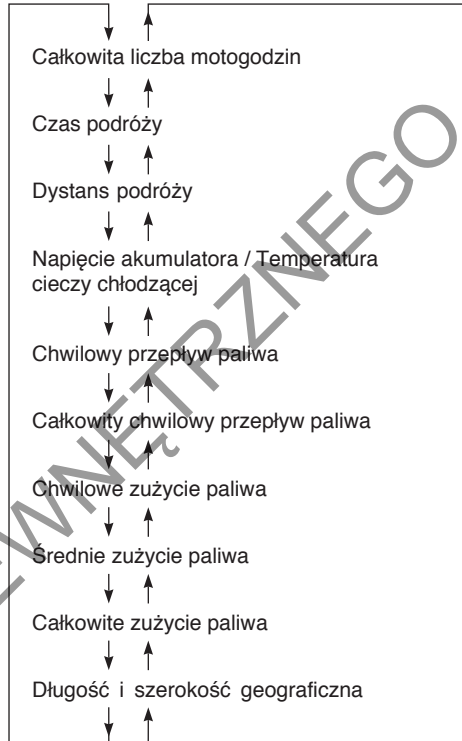 Całkowita liczba motogodzin
Czas podróży
Dystans podróży
Napięcie akumulatora / Temperatura
cieczy chłodzącej
Chwilowy przepływ paliwa
Całkowity chwilowy przepływ paliwa
Chwilowe zużycie paliwa
Średnie zużycie paliwa
Całkowite zużycie paliwa
Długość i szerokość geograficzna
EWNĘTRZNEGO